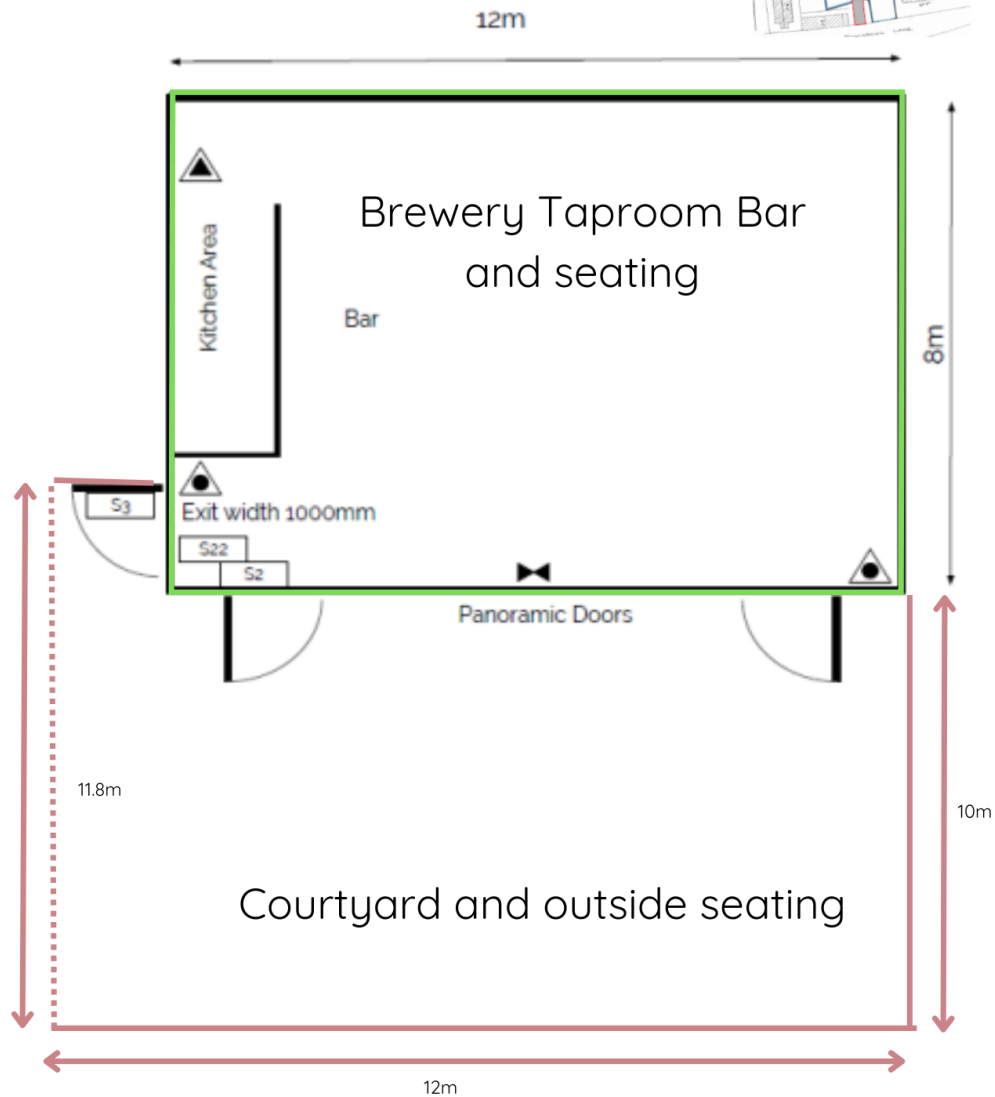 12m
Brewery Taproom Bar
and seating
8m
Kitchen Area
Bar
S3
Exit width 1000mm
S22
S2
Panoramic Doors
11.8m
10m
Courtyard and outside seating
12m